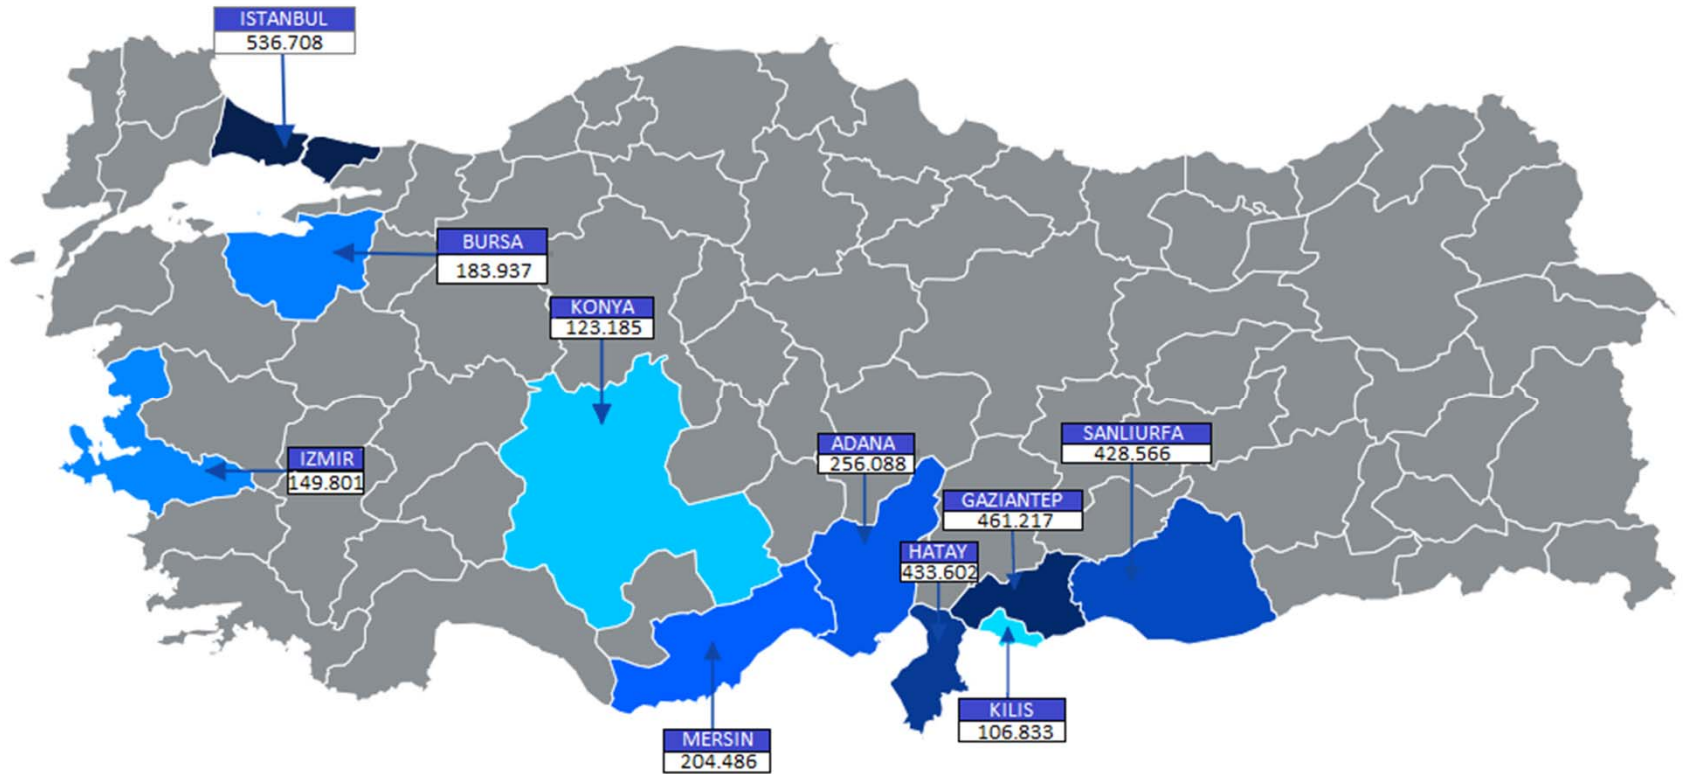 ISTANBUL
536.708
BURSA
183.937
KONYA
123.185
IZMIR
149.801
ADANA
256.088
SANLIURFA
428.566
GAZIANTEP
461.217
HATAY
433.602
KILIS
106.833
MERSIN
204.486